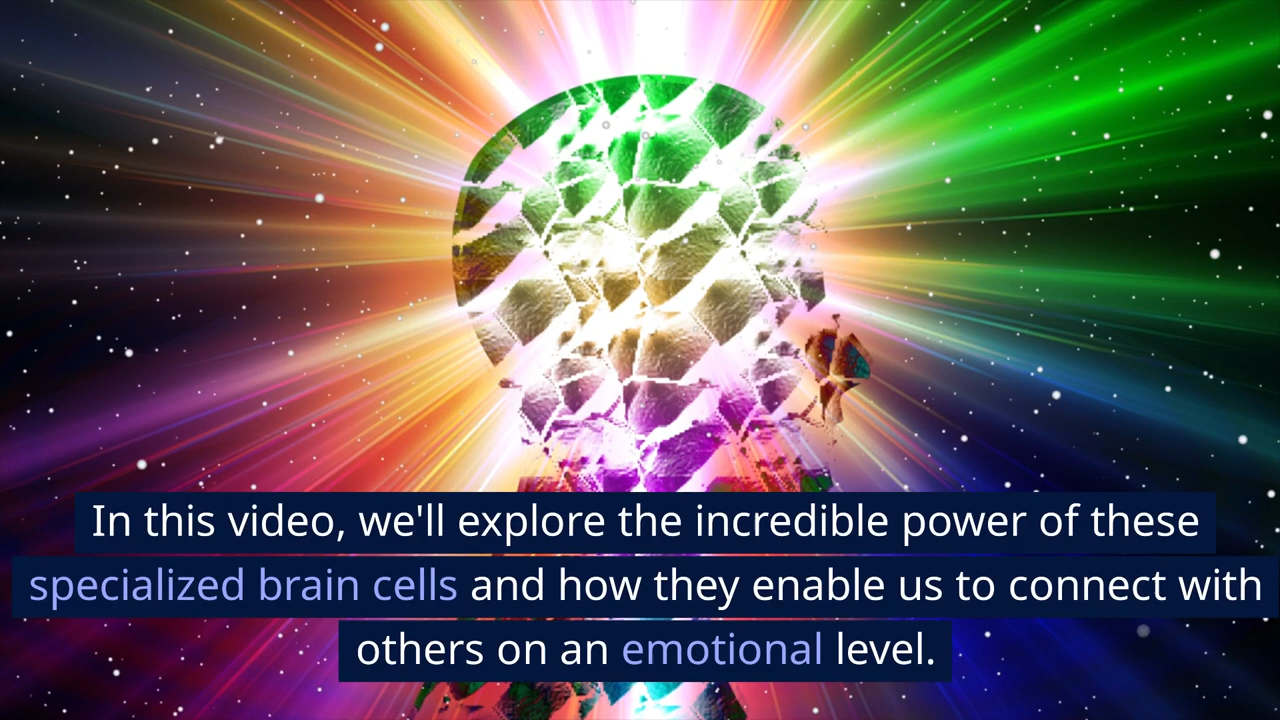 In this video, we'll explore the incredible power of these
specialized brain cells and how they enable us to connect with
others on an emotional level.